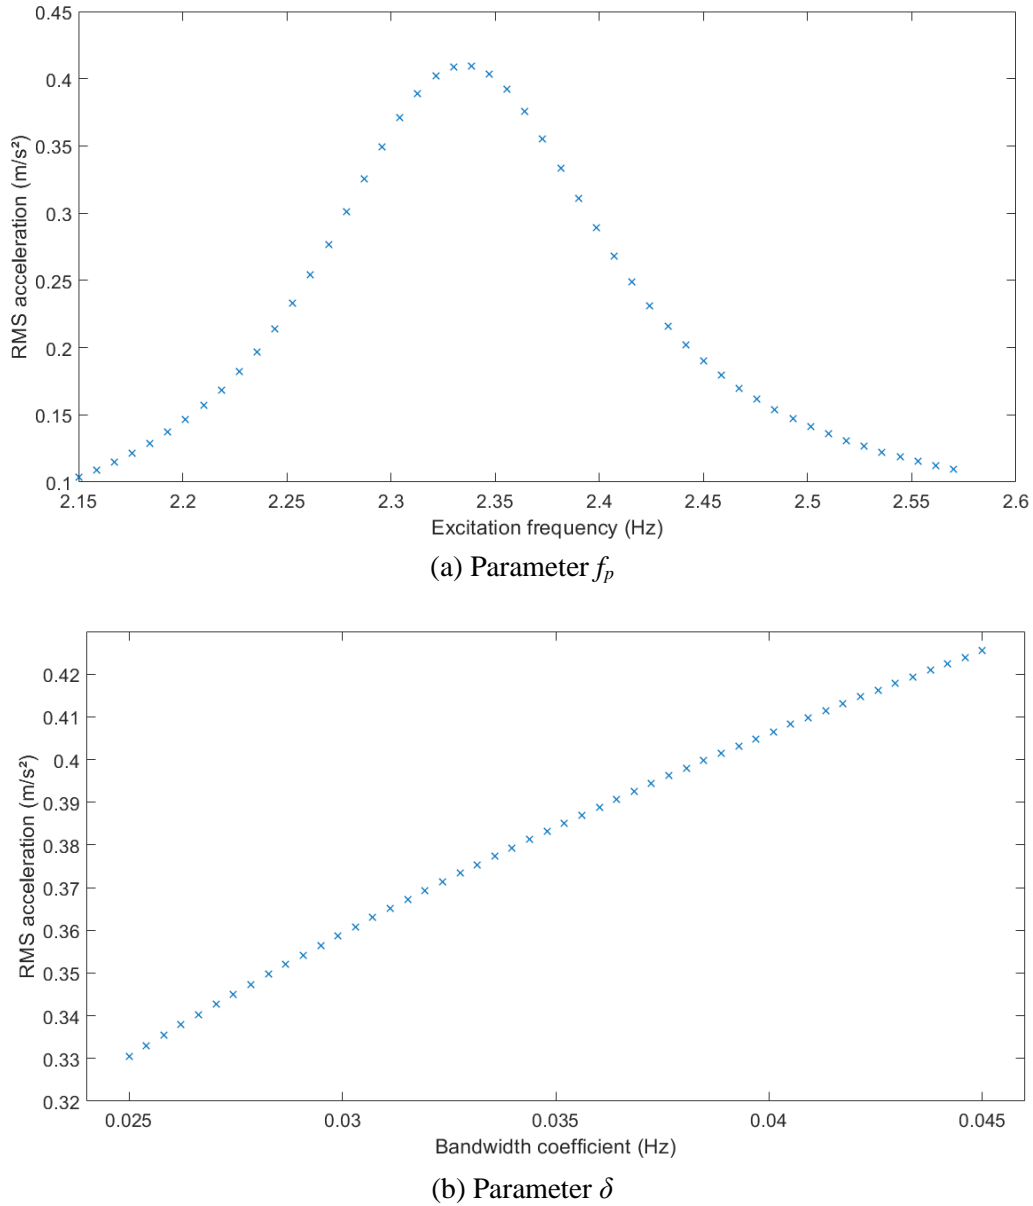 0.45
0.4
0.35
0.3
0.25
0.2
0.15
0.1
RMS acceleration (m/s²)
2.15 2.2 2.25 2.3 2.35 2.4 2.45 2.5 2.55 2.6
Excitation frequency (Hz)
(a) Parameter fp
0.42
0.41
0.4
0.39
0.38
0.37
0.36
0.35
0.34
0.33
0.32
RMS acceleration (m/s²)
0.025 0.03 0.035 0.04 0.045
Bandwidth coefficient (Hz)
(b) Parameter δ